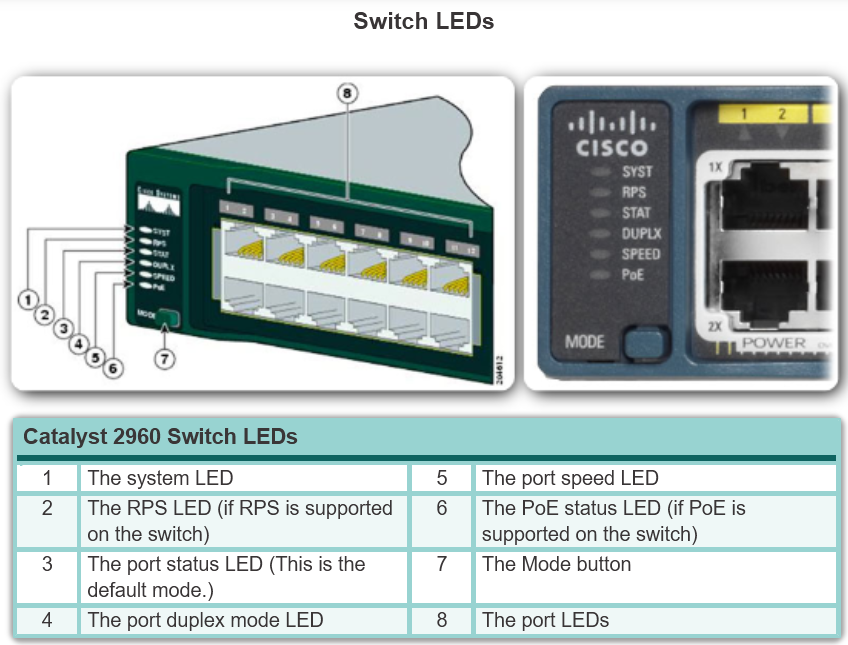 Switch LEDs
8
1 2
3 4
5 6
7 8
9 10
11 12
CISCO SYSTEMS
SYST
RPS
STAT
DUPLX
SPEED
PoE
MODE
1
2
3
4
5
6
7
204612
1 2
CISCO
1X
SYST
RPS
STAT
DUPLX
SPEED
PoE
MODE
2X
POWER
Catalyst 2960 Switch LEDs
1 The system LED 5 The port speed LED
2 The RPS LED (if RPS is supported 6 The PoE status LED (if PoE is
on the switch) supported on the switch)
3 The port status LED (This is the 7 The Mode button
default mode.)
4 The port duplex mode LED 8 The port LEDs